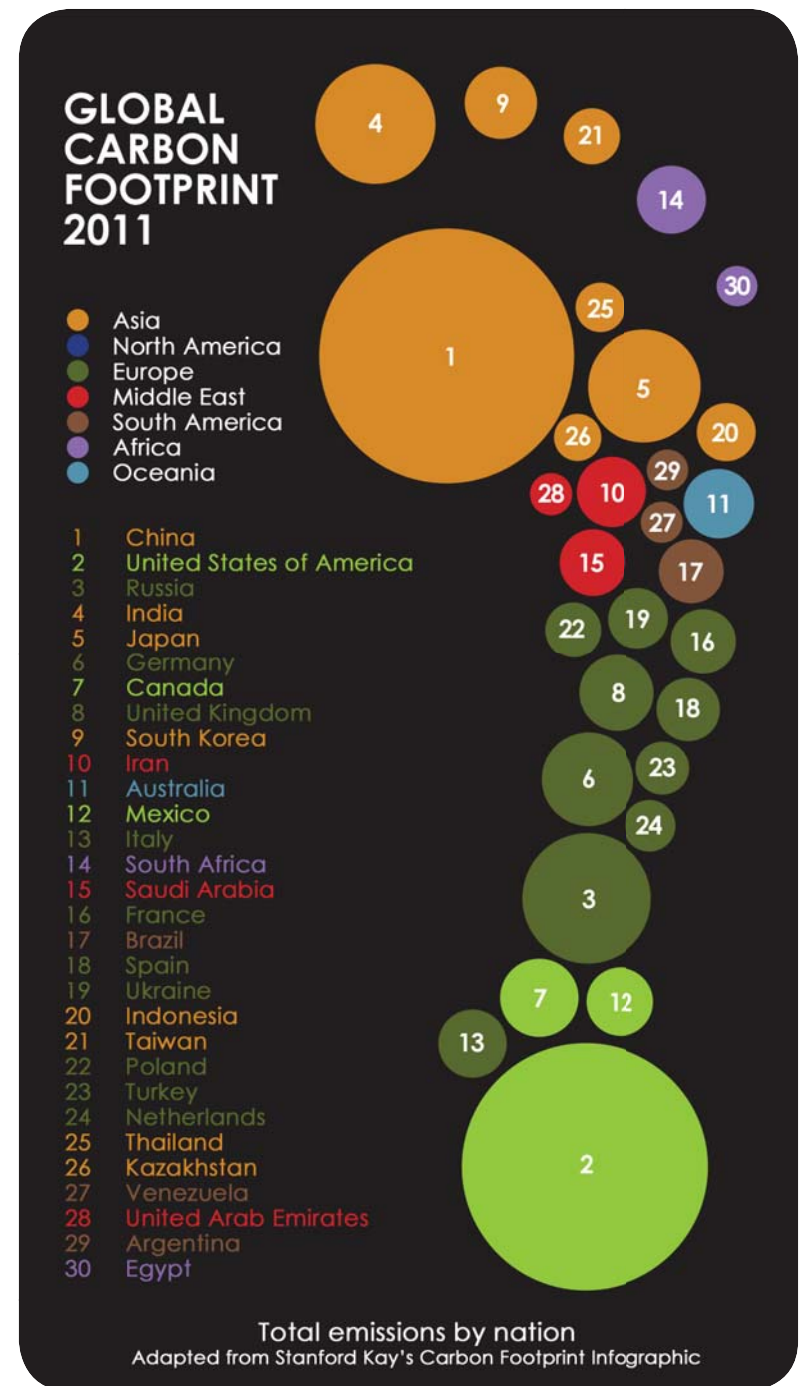 GLOBAL
CARBON
FOOTPRINT
2011
Asia
North America
Europe
Middle East
South America
Africa
Oceania
1 China
2 United States of America
3 Russia
4 India
5 Japan
6 Germany
7 Canada
8 United Kingdom
9 South Korea
10 Iran
11 Australia
12 Mexico
13 Italy
14 South Africa
15 Saudi Arabia
16 France
17 Brazil
18 Spain
19 Ukraine
20 Indonesia
21 Taiwan
22 Poland
23 Turkey
24 Netherlands
25 Thailand
26 Kazakhstan
27 Venezuela
28 United Arab Emirates
29 Argentina
30 Egypt
4
9
21
14
30
25
1
5
26
20
29
28
10
11
27
15
17
22
19
16
8
18
6
23
24
3
7
12
13
2
Total emissions by nation
Adapted from Stanford Kay's Carbon Footprint Infographic